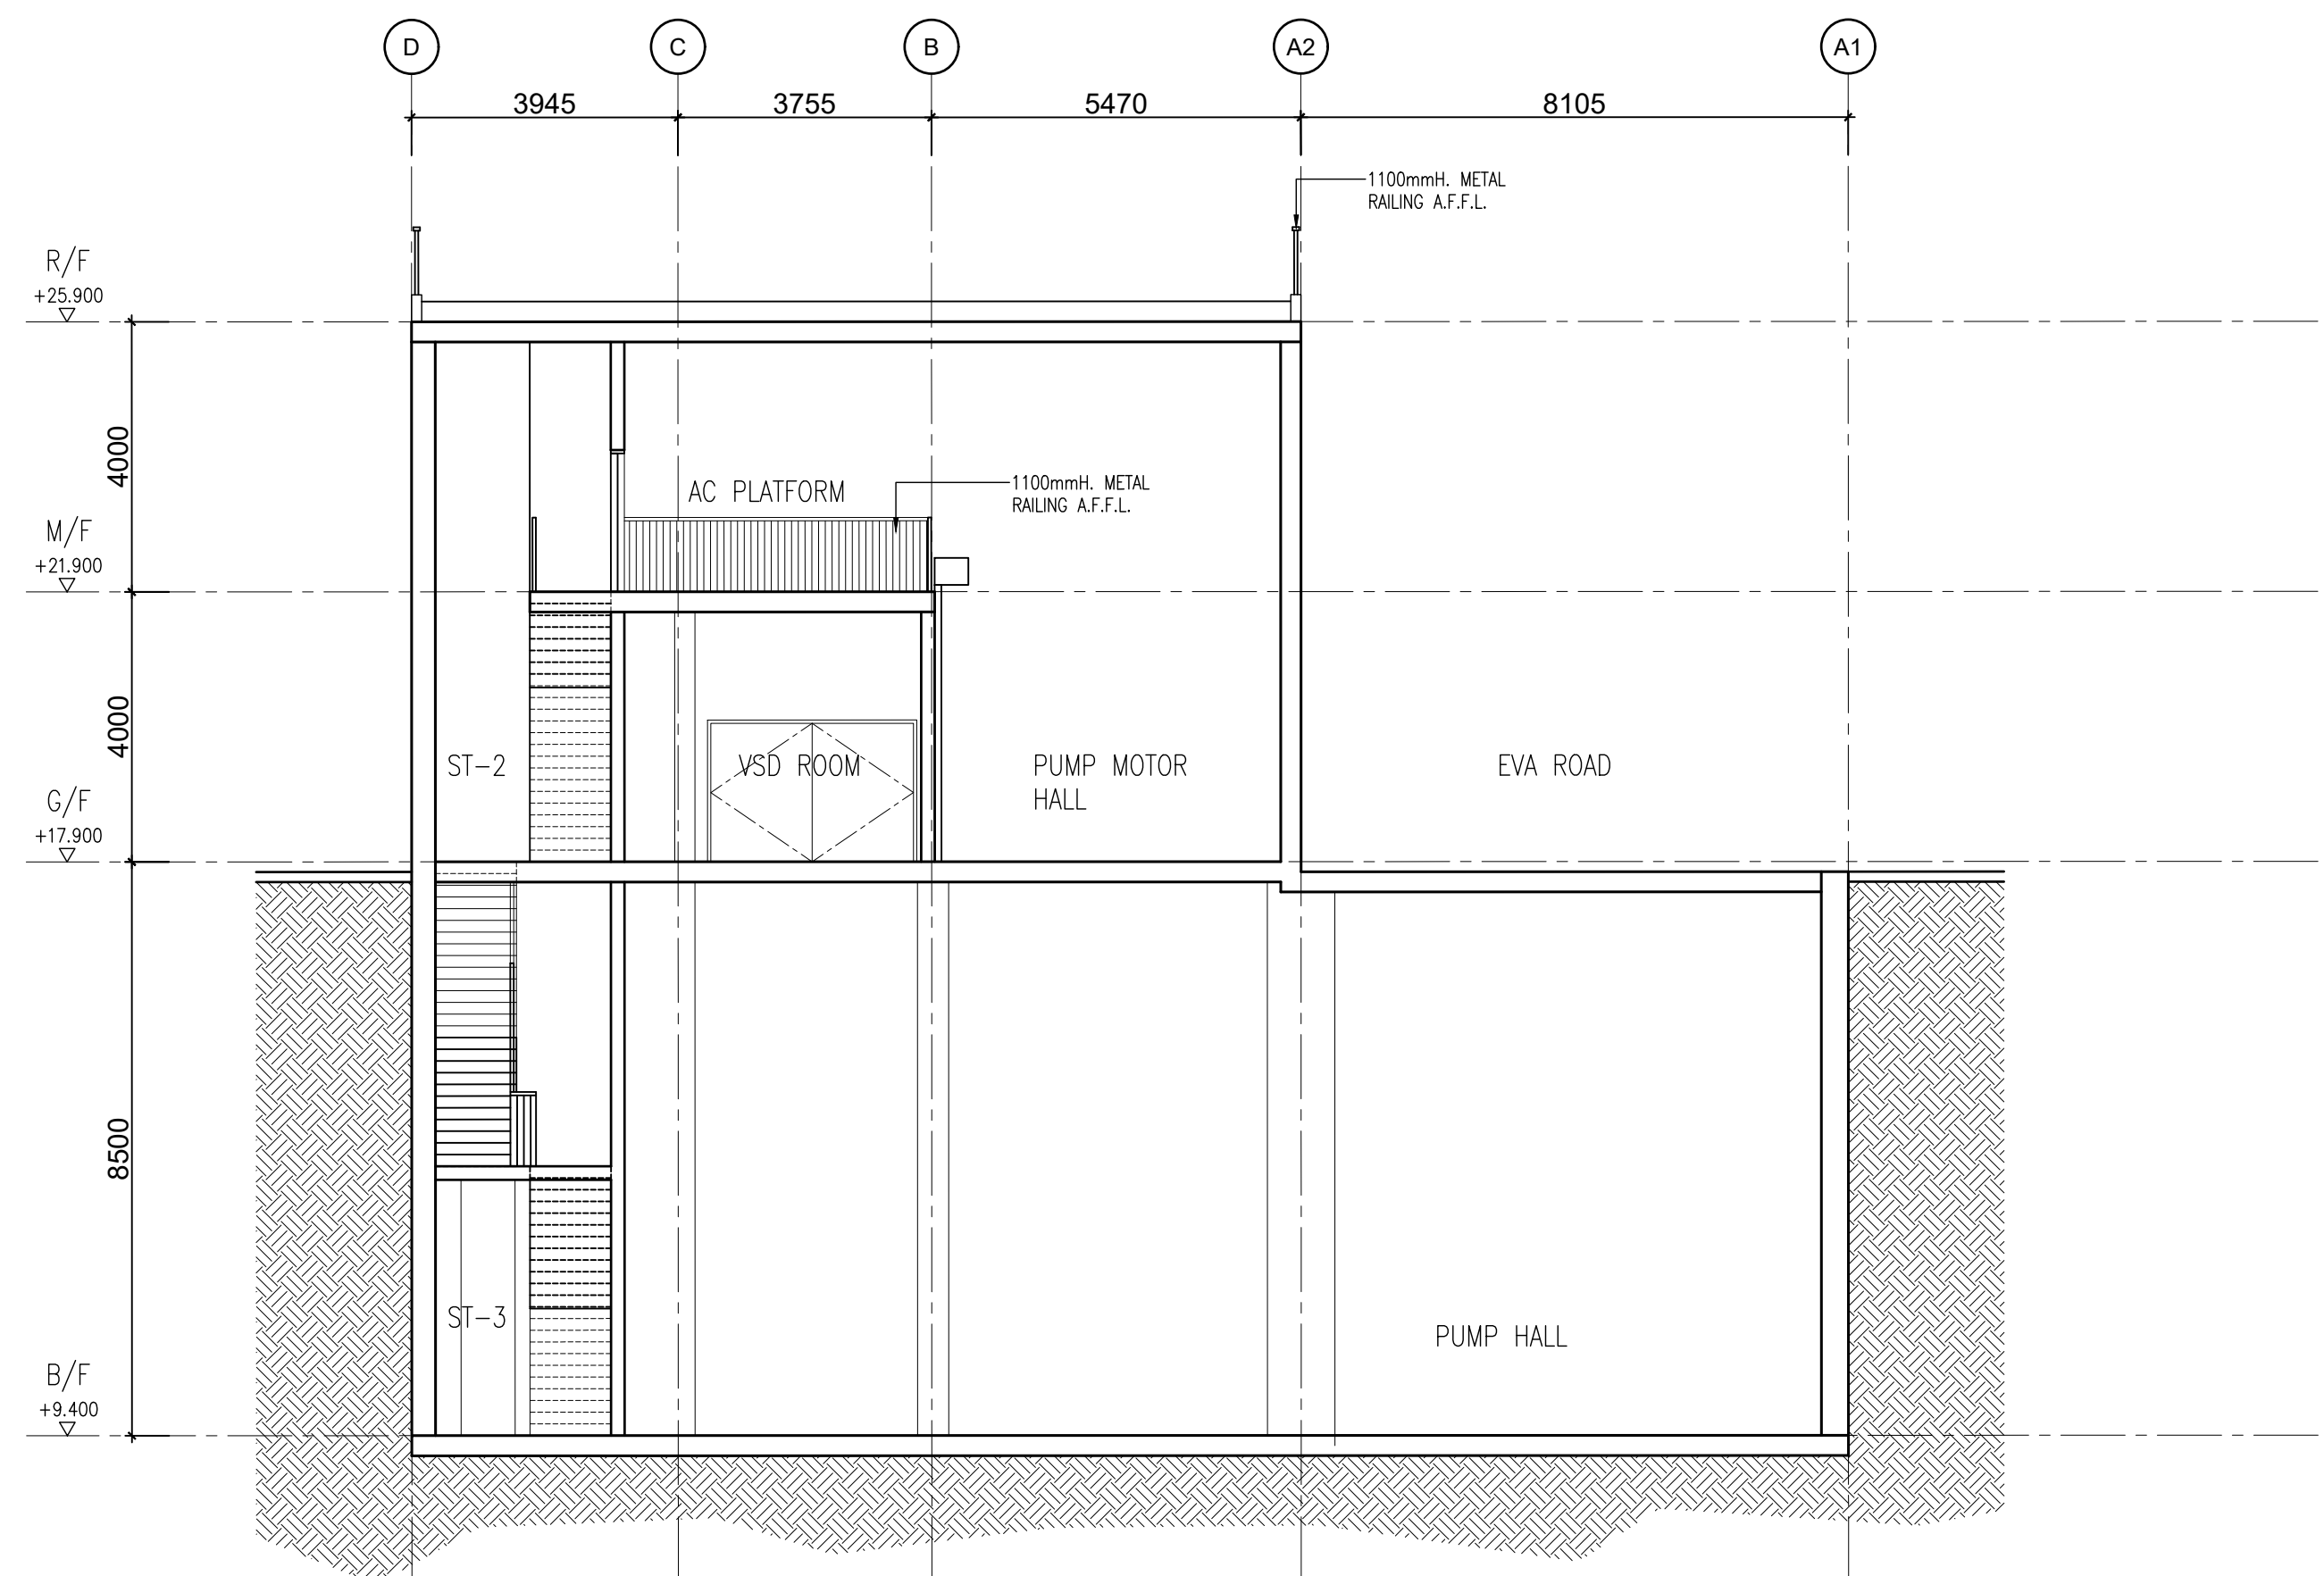 D
C
B
A2
A1
3945
3755
5470
8105
1100mmH. METAL
RAILING A.F.F.L.
R/F
+25.900
4000
AC PLATFORM
1100mmH. METAL
RAILING A.F.F.L.
M/F
+21.900
4000
ST-2
VSD ROOM
PUMP MOTOR
HALL
EVA ROAD
G/F
+17.900
8500
ST-3
PUMP HALL
B/F
+9.400